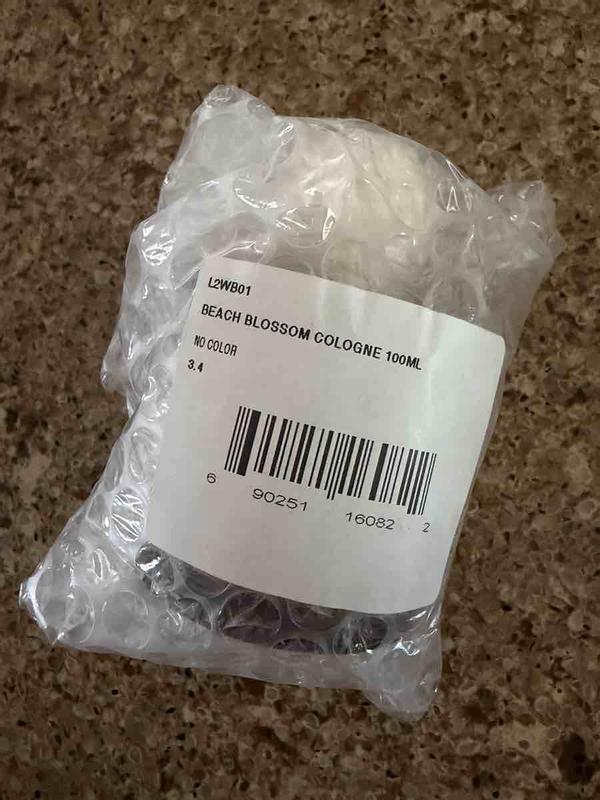 L2WB01
BEACH BLOSSOM COLOGNE 100ML
NO COLOR
3.4
6 90251 16082 2